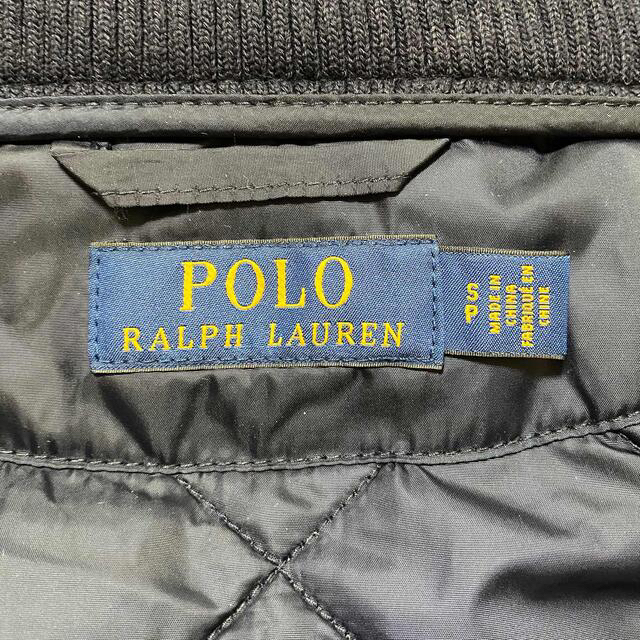 POLO
RALPH LAUREN
S
P
MADE IN
CHINA
FABRIQUÉ EN
CHINE